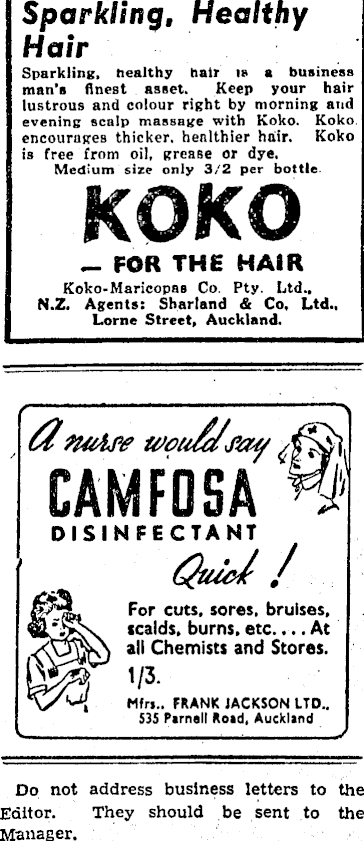 Sparkling, Healthy
Hair
Sparkling, healthy hair is a business
man's finest asset. Keep your hair
lustrous and colour right by morning and
evening scalp massage with Koko. Koko
encourages thicker, healthier hair. Koko
is free from oil, grease or dye.
Medium size only 3/2 per bottle.
KOKO
— FOR THE HAIR
Koko-Maricopas Co. Pty. Ltd.,
N.Z. Agents: Sharland & Co, Ltd.,
Lorne Street, Auckland.
A nurse would say
CAMFOSA
DISINFECTANT
Quick !
For cuts, sores, bruises,
scalds, burns, etc.... At
all Chemists and Stores.
1/3.
Mfrs.. FRANK JACKSON LTD.,
535 Parnell Road, Auckland
Do not address business letters to the
Editor. They should be sent to the
Manager.